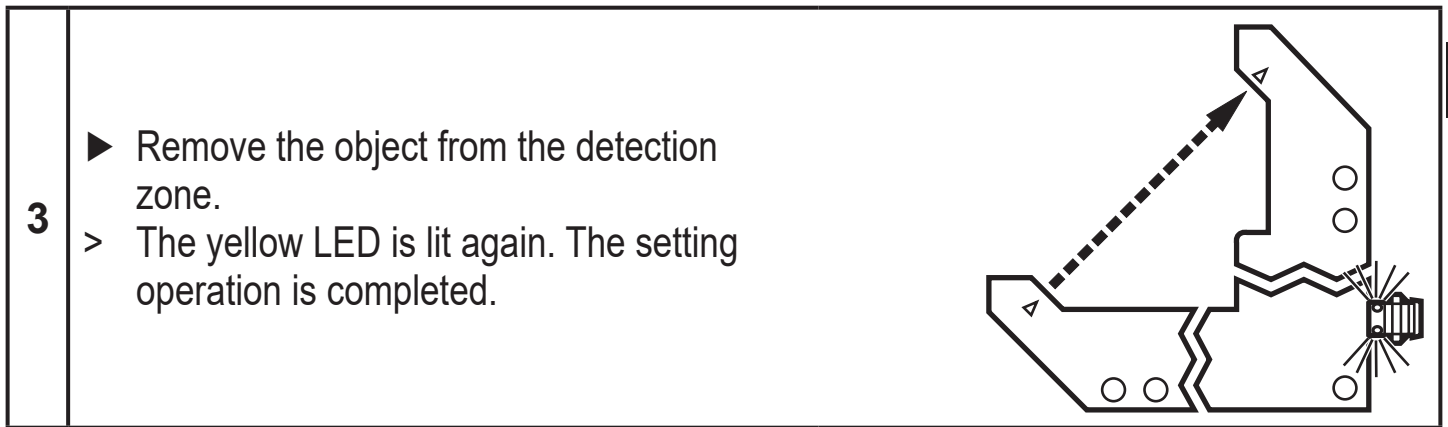 3
▶ Remove the object from the detection
zone.
> The yellow LED is lit again. The setting
operation is completed.